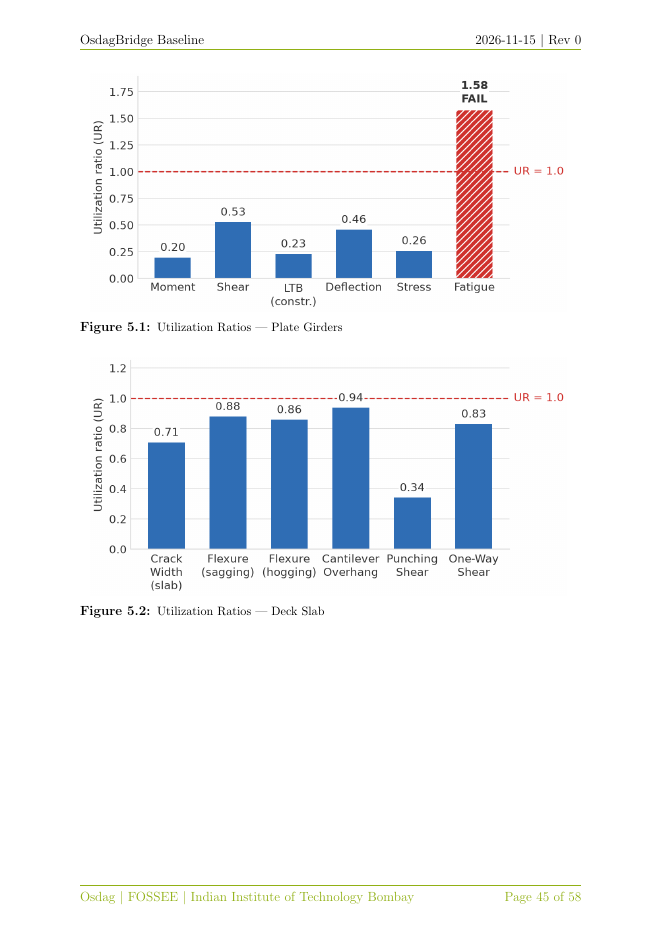 OsdagBridge Baseline 2026-11-15 | Rev 0
1.58
FAIL
1.75
1.50
1.25
1.00
0.75
0.50
0.25
0.00
Utilization ratio (UR)
UR = 1.0
0.20
0.53
0.23
0.46
0.26
Moment Shear LTB (constr.) Deflection Stress Fatigue
Figure 5.1: Utilization Ratios — Plate Girders
1.2
1.0
0.8
0.6
0.4
0.2
0.0
Utilization ratio (UR)
UR = 1.0
0.71
0.88
0.86
0.94
0.34
0.83
Crack Width (slab) Flexure (sagging) Flexure (hogging) Cantilever Overhang Punching Shear One-Way Shear
Figure 5.2: Utilization Ratios — Deck Slab
Osdag | FOSSEE | Indian Institute of Technology Bombay Page 45 of 58